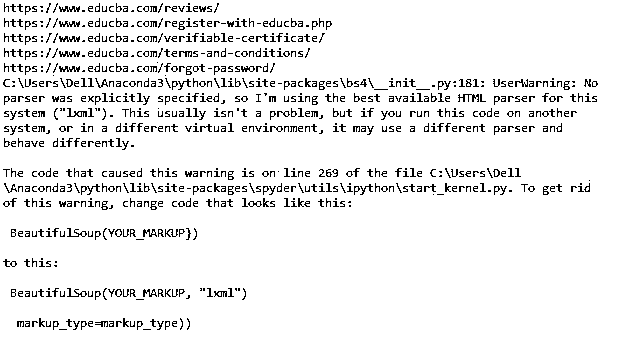 https://www.educba.com/reviews/
https://www.educba.com/register-with-educba.php
https://www.educba.com/verifiable-certificate/
https://www.educba.com/terms-and-conditions/
https://www.educba.com/forgot-password/
C:\Users\Dell\Anaconda3\python\lib\site-packages\bs4\__init__.py:181: UserWarning: No
parser was explicitly specified, so I'm using the best available HTML parser for this
system ("lxml"). This usually isn't a problem, but if you run this code on another
system, or in a different virtual environment, it may use a different parser and
behave differently.
The code that caused this warning is on line 269 of the file C:\Users\Dell
\Anaconda3\python\lib\site-packages\spyder\utils\ipython\start_kernel.py. To get rid
of this warning, change code that looks like this:
BeautifulSoup(YOUR_MARKUP})
to this:
BeautifulSoup(YOUR_MARKUP, "lxml")
markup_type=markup_type))